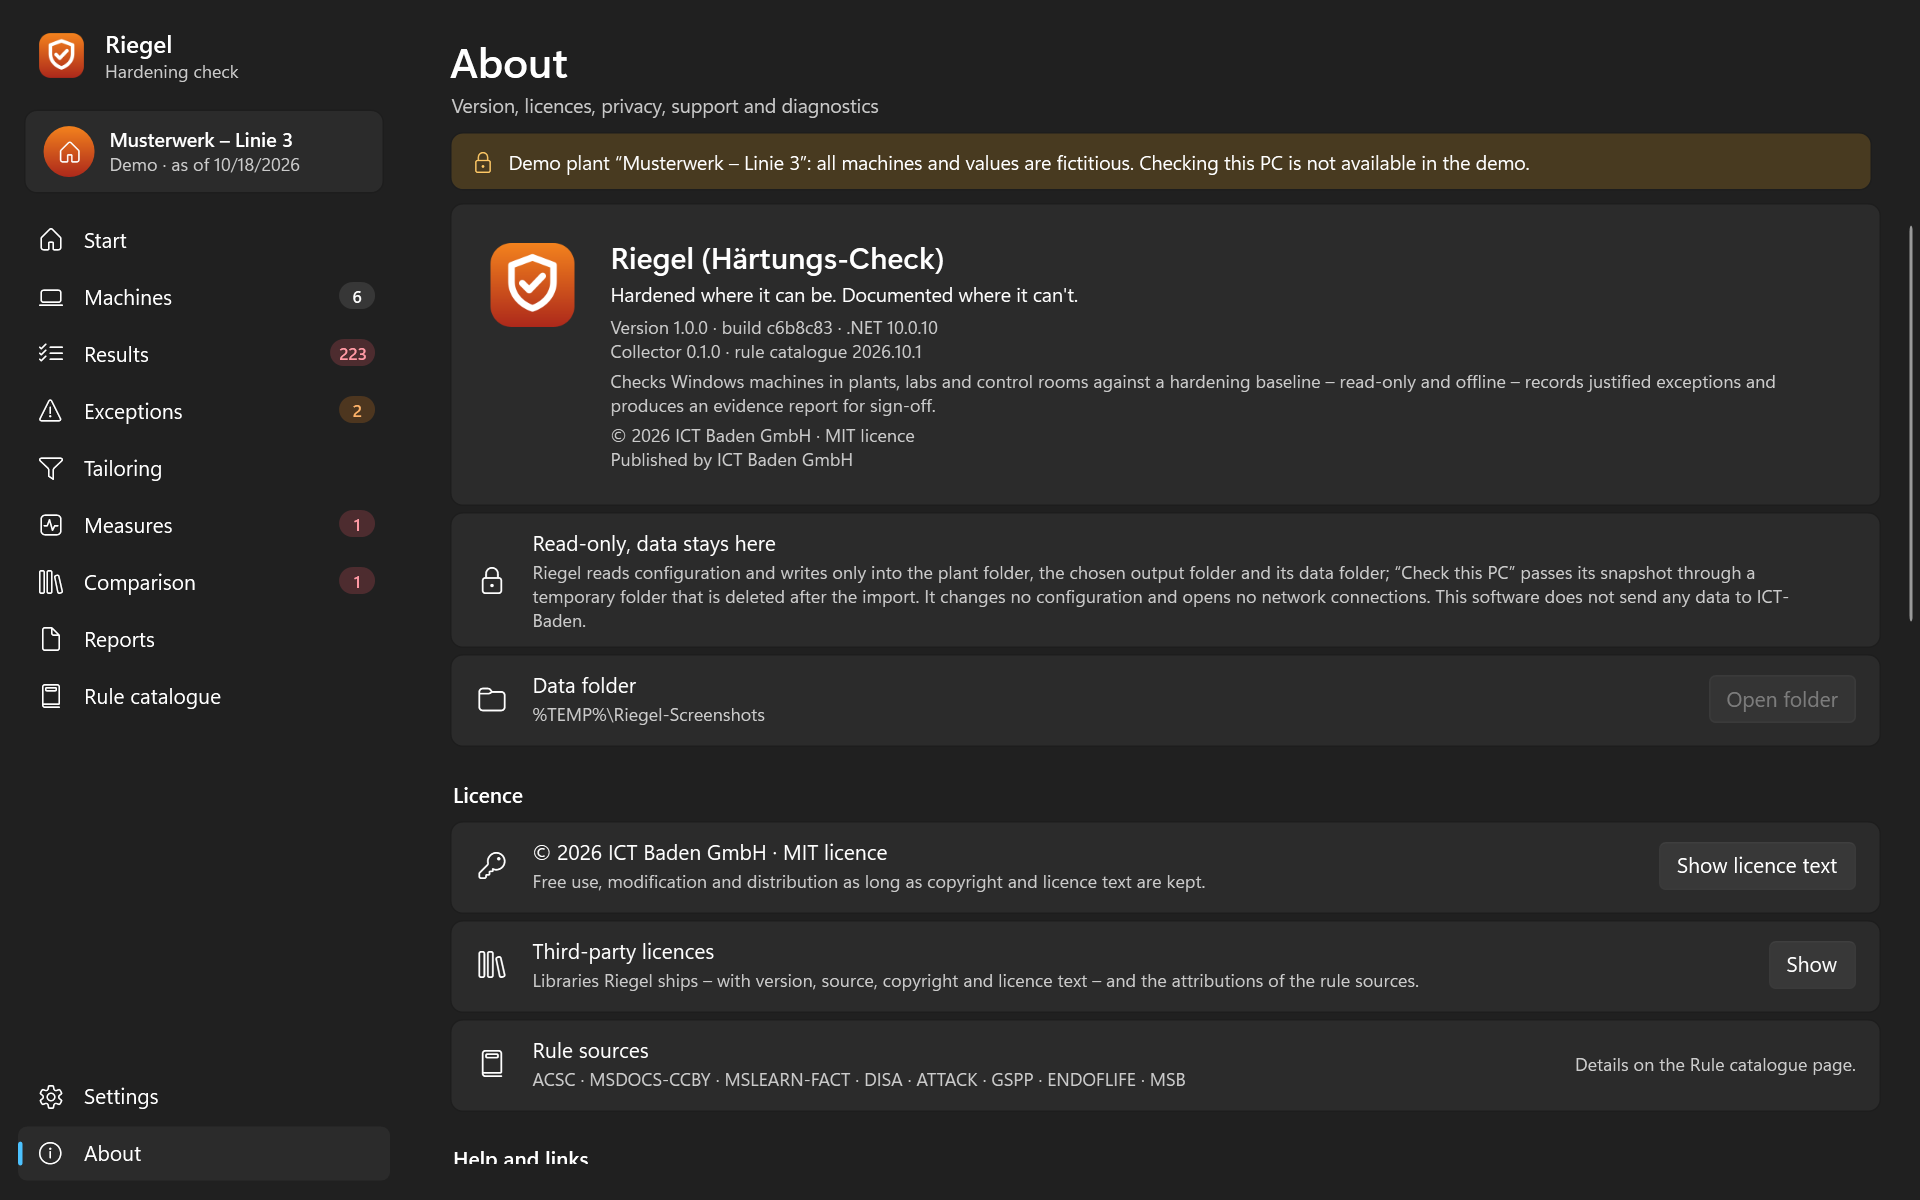 Riegel
Hardening check
Musterwerk – Linie 3
Demo · as of 10/18/2026
Start
Machines 6
Results 223
Exceptions 2
Tailoring
Measures 1
Comparison 1
Reports
Rule catalogue
Settings
About
About
Version, licences, privacy, support and diagnostics
Demo plant “Musterwerk – Linie 3”: all machines and values are fictitious. Checking this PC is not available in the demo.
Riegel (Härtungs-Check)
Hardened where it can be. Documented where it can't.
Version 1.0.0 · build c6b8c83 · .NET 10.0.10
Collector 0.1.0 · rule catalogue 2026.10.1
Checks Windows machines in plants, labs and control rooms against a hardening baseline – read-only and offline – records justified exceptions and
produces an evidence report for sign-off.
© 2026 ICT Baden GmbH · MIT licence
Published by ICT Baden GmbH
Read-only, data stays here
Riegel reads configuration and writes only into the plant folder, the chosen output folder and its data folder; “Check this PC” passes its snapshot through a
temporary folder that is deleted after the import. It changes no configuration and opens no network connections. This software does not send any data to ICT-
Baden.
Data folder
%TEMP%\Riegel-Screenshots
Open folder
Licence
© 2026 ICT Baden GmbH · MIT licence
Free use, modification and distribution as long as copyright and licence text are kept.
Show licence text
Third-party licences
Libraries Riegel ships – with version, source, copyright and licence text – and the attributions of the rule sources.
Show
Rule sources
ACSC · MSDOCS-CCBY · MSLEARN-FACT · DISA · ATTACK · GSPP · ENDOFLIFE · MSB
Details on the Rule catalogue page.
Help and links